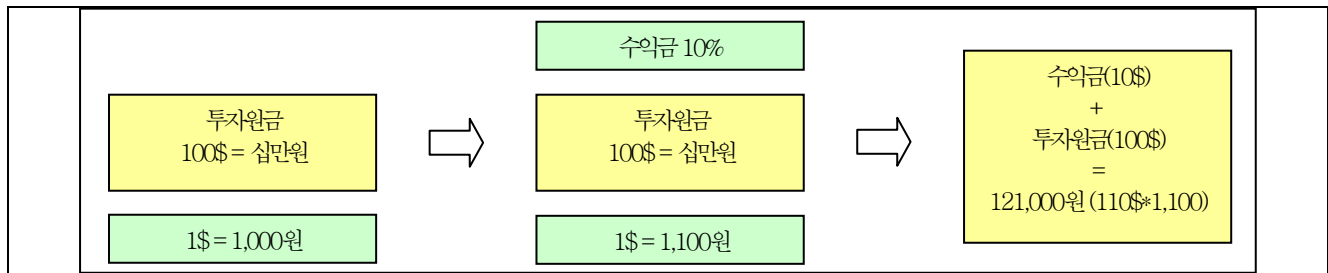 투자원금
100$ = 십만원
1$ = 1,000원
수익금 10%
투자원금
100$ = 십만원
1$ = 1,100원
수익금(10$)
+
투자원금(100$)
=
121,000원 (110$*1,100)